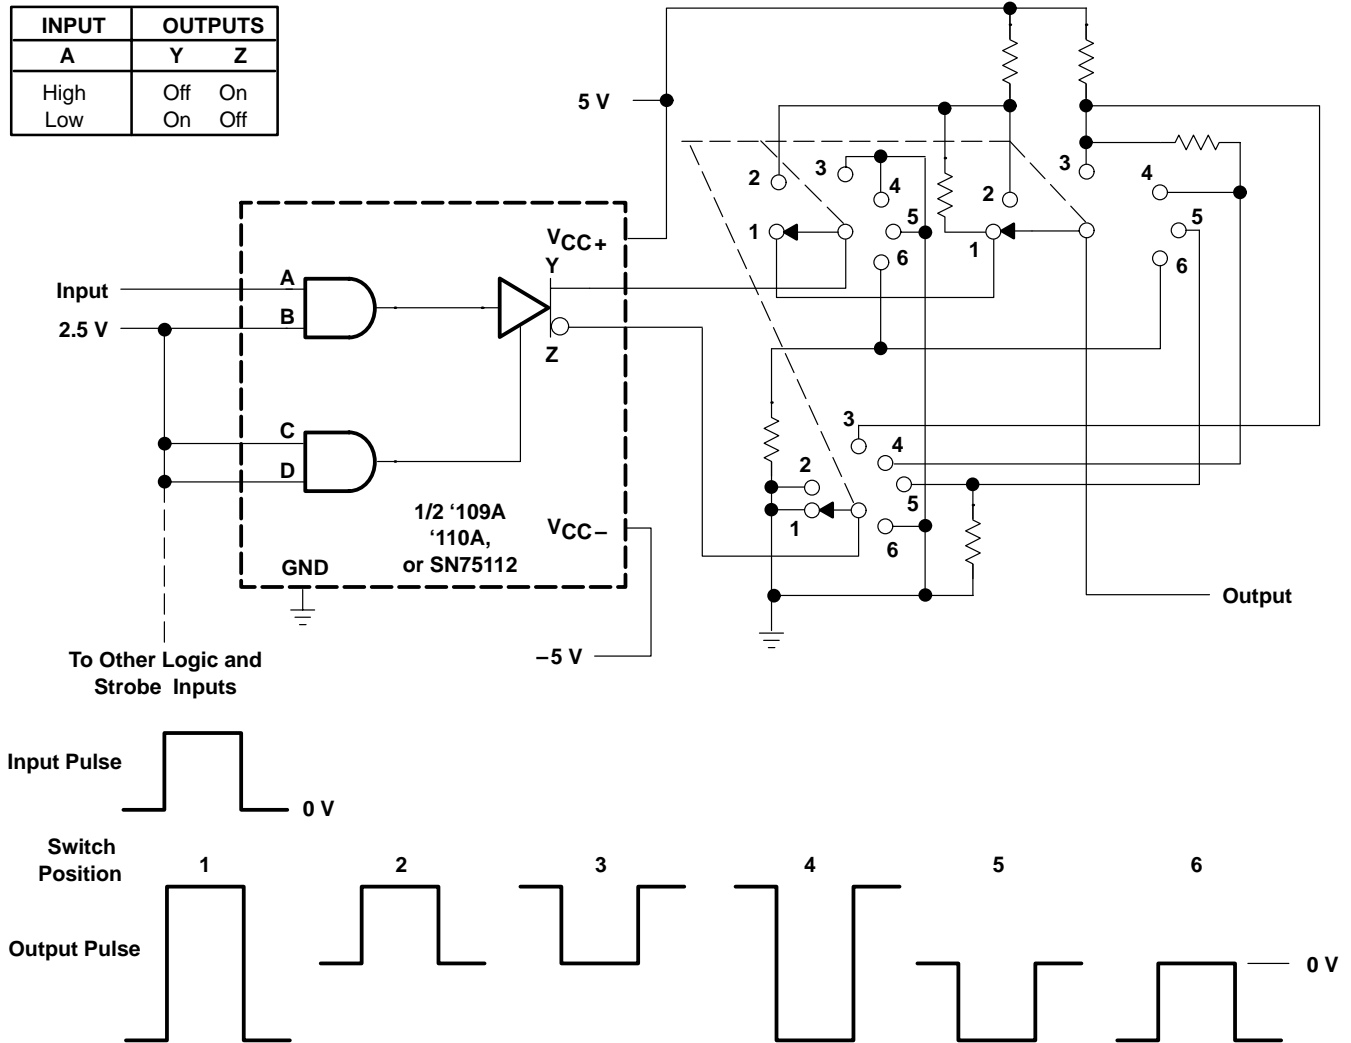 INPUT OUTPUTS
A Y Z
High Off On
Low On Off
5 V
3
3
2
4
4
2
5
5
1
1
6
6
VCC+
Y
A
Input
B
2.5 V
Z
3
C
4
2
D
5
1/2 ‘109A
1
‘110A,
VCC–
6
or SN75112
GND
Output
–5 V
To Other Logic and
Strobe Inputs
Input Pulse
0 V
Switch
Position
1 2 3 4 5 6
Output Pulse
0 V